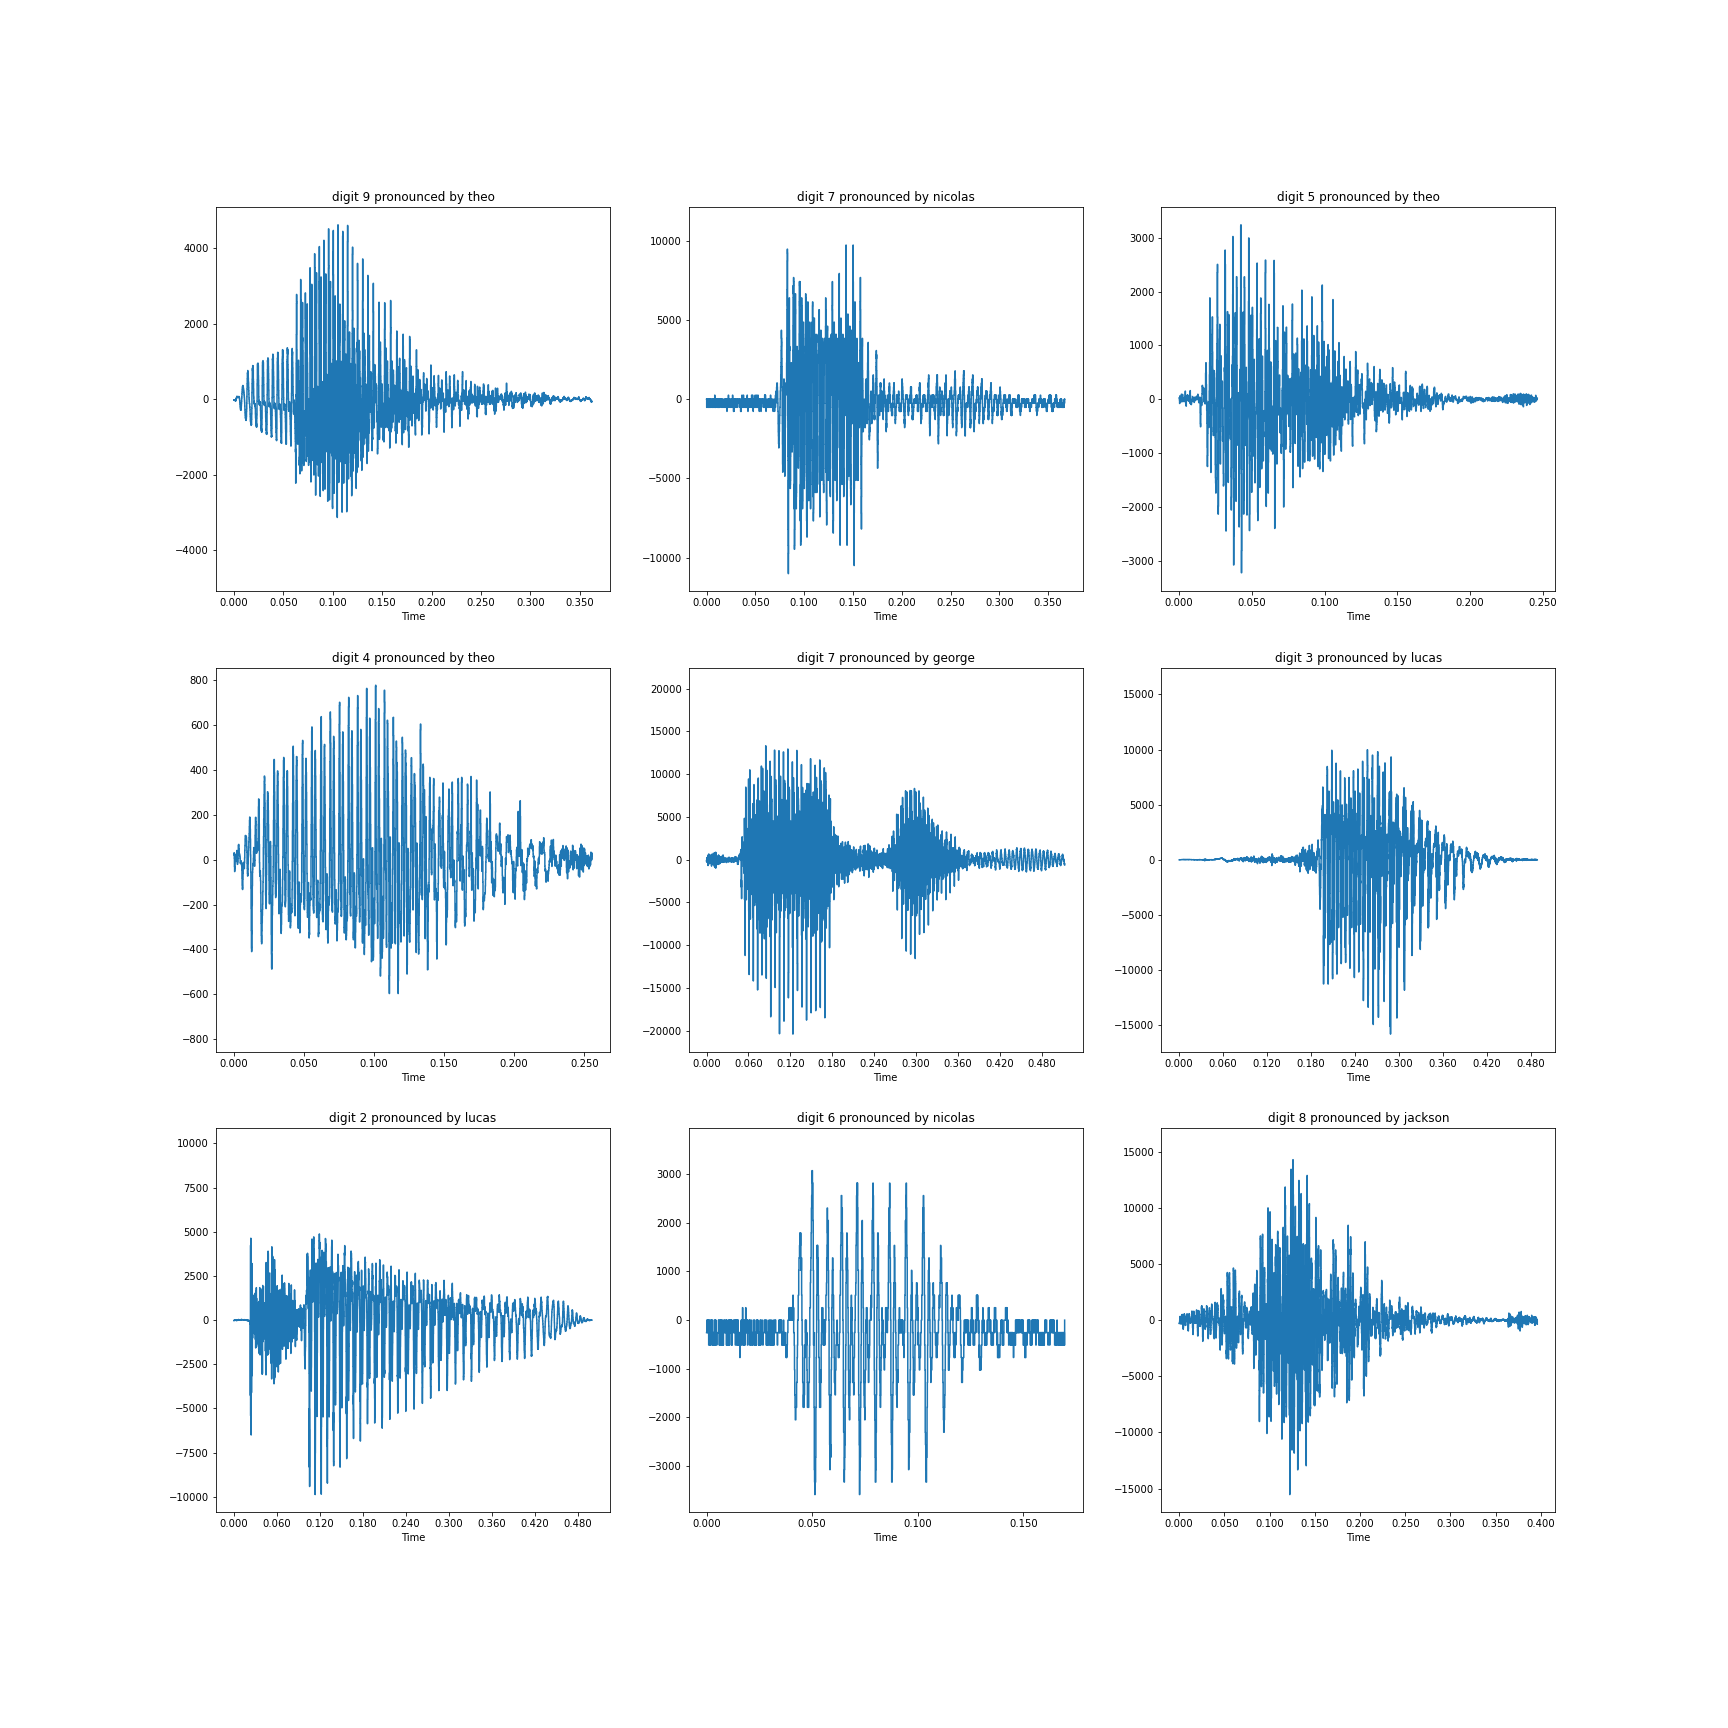 digit 9 pronounced by theo
4000
2000
0
−2000
−4000
0.000 0.050 0.100 0.150 0.200 0.250 0.300 0.350
Time
digit 7 pronounced by nicolas
10000
5000
0
−5000
−10000
0.000 0.050 0.100 0.150 0.200 0.250 0.300 0.350
Time
digit 5 pronounced by theo
3000
2000
1000
0
−1000
−2000
−3000
0.000 0.050 0.100 0.150 0.200 0.250
Time
digit 4 pronounced by theo
800
600
400
200
0
−200
−400
−600
−800
0.000 0.050 0.100 0.150 0.200 0.250
Time
digit 7 pronounced by george
20000
15000
10000
5000
0
−5000
−10000
−15000
−20000
0.000 0.060 0.120 0.180 0.240 0.300 0.360 0.420 0.480
Time
digit 3 pronounced by lucas
15000
10000
5000
0
−5000
−10000
−15000
0.000 0.060 0.120 0.180 0.240 0.300 0.360 0.420 0.480
Time
digit 2 pronounced by lucas
10000
7500
5000
2500
0
−2500
−5000
−7500
−10000
0.000 0.060 0.120 0.180 0.240 0.300 0.360 0.420 0.480
Time
digit 6 pronounced by nicolas
3000
2000
1000
0
−1000
−2000
−3000
0.000 0.050 0.100 0.150
Time
digit 8 pronounced by jackson
15000
10000
5000
0
−5000
−10000
−15000
0.000 0.050 0.100 0.150 0.200 0.250 0.300 0.350 0.400
Time